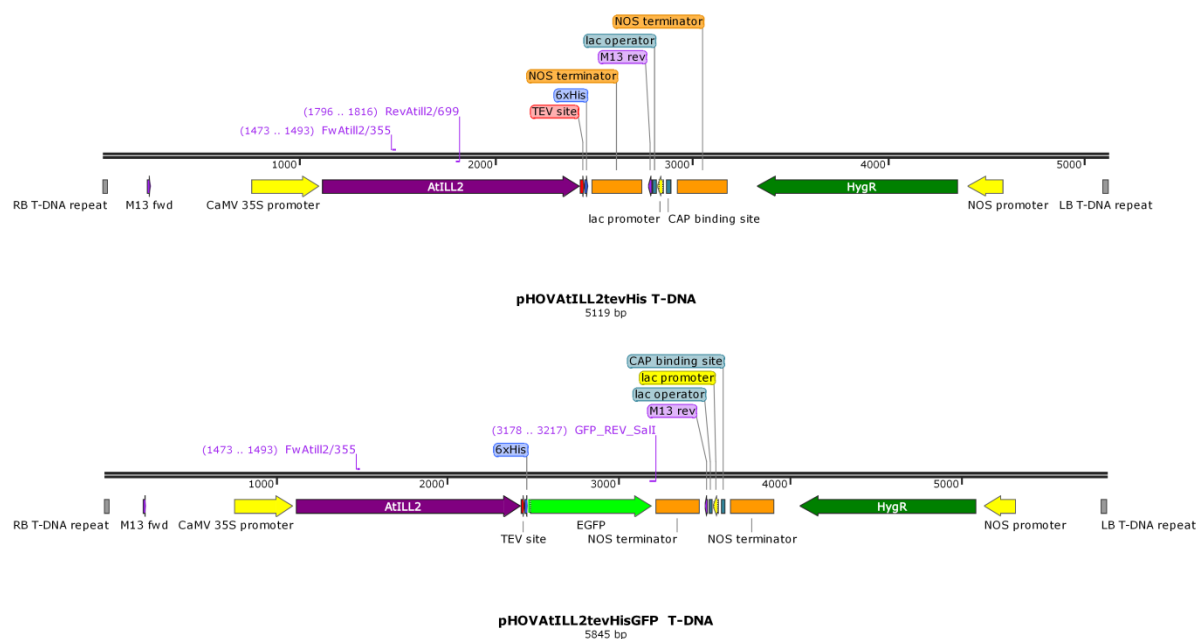 NOS terminator
lac operator
M13 rev
NOS terminator
6xHis
(1796 .. 1816) RevAtill2/699
TEV site
(1473 .. 1493) FwAtill2/355
1000 2000 3000 4000 5000
AtILL2 HygR
RB T-DNA repeat M13 fwd CaMV 35S promoter lac promoter CAP binding site NOS promoter LB T-DNA repeat
pHOVAtILL2tevHis T-DNA
5119 bp
CAP binding site
lac promoter
lac operator
M13 rev
(3178 .. 3217) GFP_REV_SalI
(1473 .. 1493) FwAtill2/355 6xHis
1000 2000 3000 4000 5000
AtILL2 EGFP HygR
RB T-DNA repeat M13 fwd CaMV 35S promoter TEV site NOS terminator NOS terminator NOS promoter LB T-DNA repeat
pHOVAtILL2tevHisGFP T-DNA
5845 bp